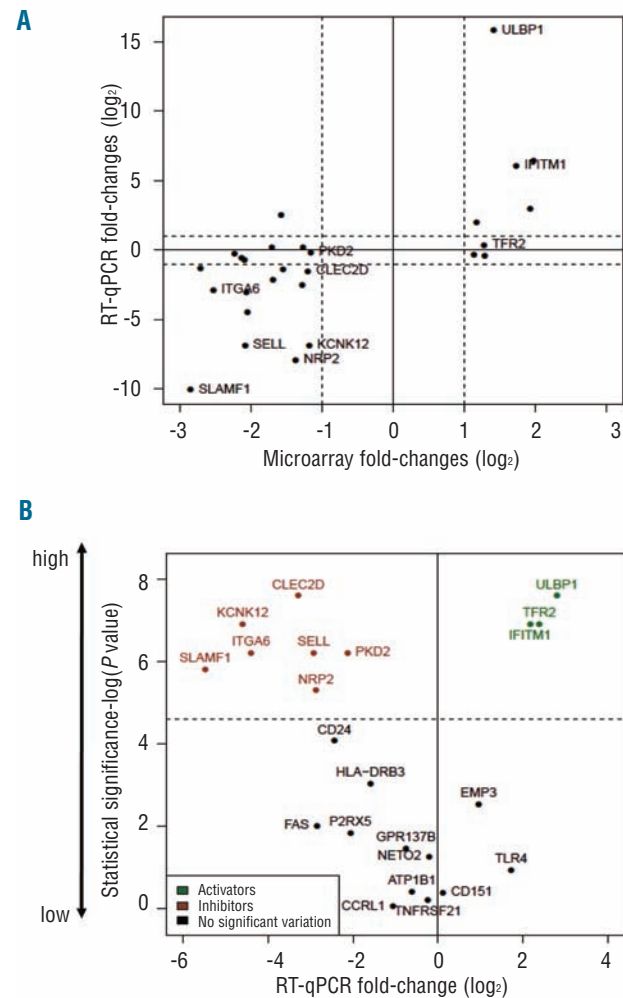 A
RT-qPCR fold-changes (log2)
15
10
5
0
-5
-10
ULBP1
IFITM1
TFR2
PKD2
CLEC2D
ITGA6
SELL
KCNK12
NRP2
SLAMF1
-3
-2
-1
0
1
2
3
Microarray fold-changes (log2)
B
high
low
Statistical significance-log(P value)
8
6
4
2
0
CLEC2D
ULBP1
KCNK12
TFR2
IFITM1
ITGA6
SELL
PKD2
SLAMF1
NRP2
CD24
HLA-DRB3
EMP3
FAS
P2RX5
GPR137B
NETO2
TLR4
ATP1B1
CD151
CCRL1
TNFRSF21
Activators
Inhibitors
No significant variation
-6
-4
-2
0
2
4
RT-qPCR fold-change (log2)